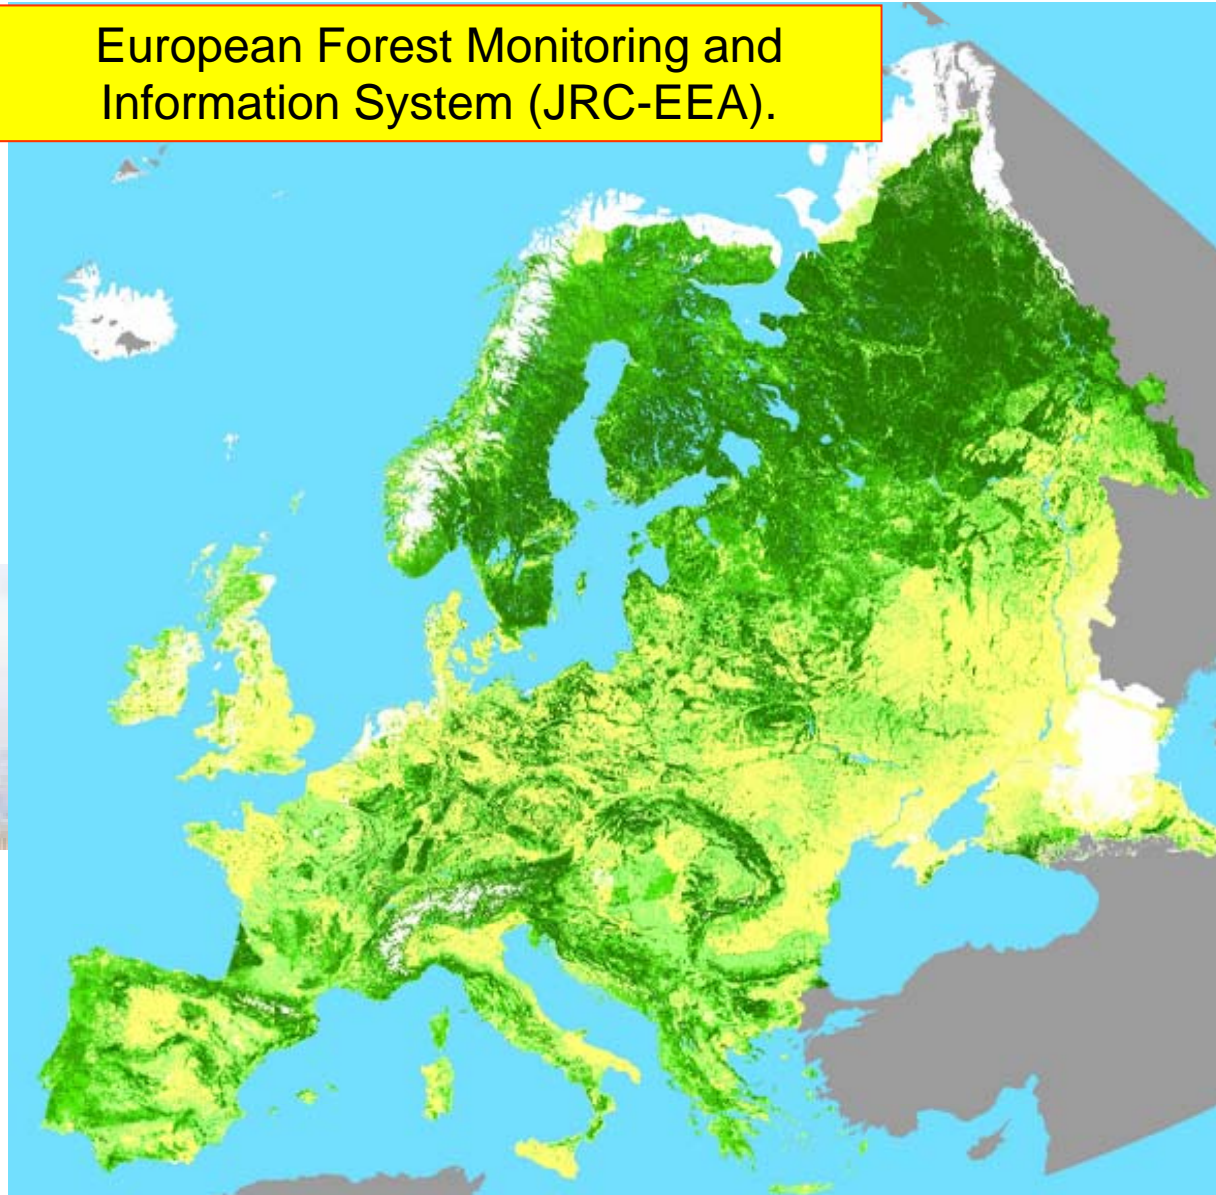 European Forest Monitoring and
Information System (JRC-EEA).